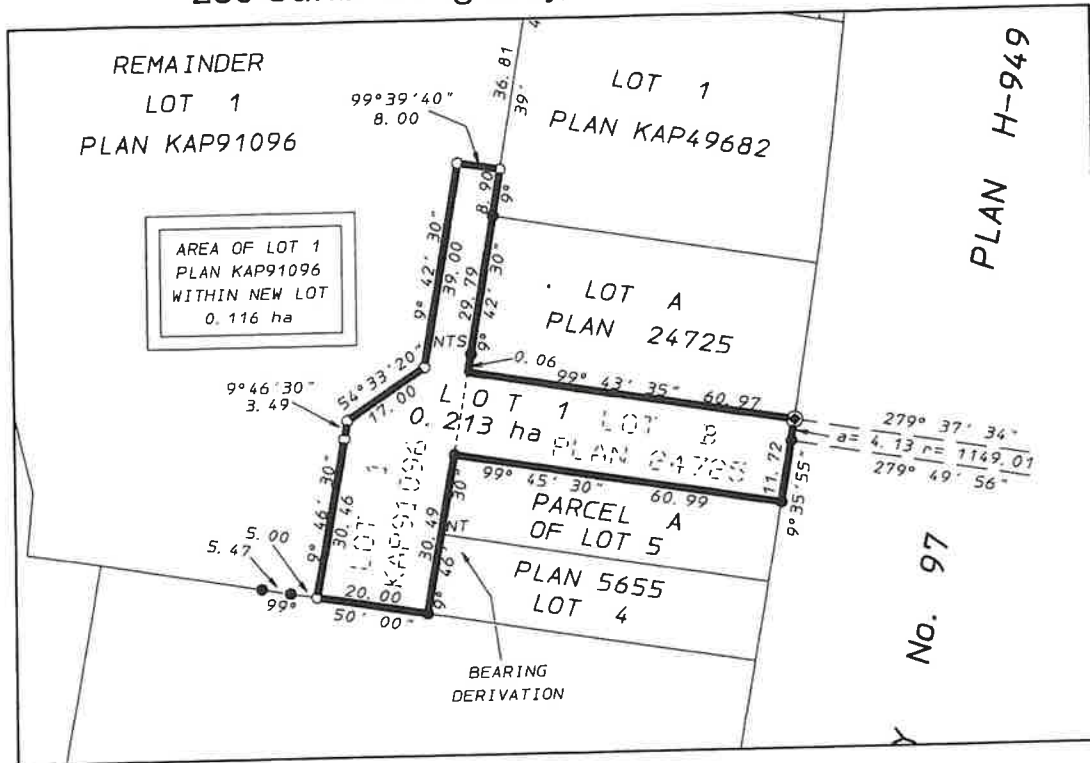 REMAINDER
LOT 1
PLAN KAP91096
99°39'40"
8.00
36.81
39'
LOT 1
PLAN KAP49682
PLAN H-949
AREA OF LOT 1
PLAN KAP91096
WITHIN NEW LOT
0.116 ha
9° 42' 30"
39.00
8.90
9°
29.79
9° 42' 30"
LOT A
PLAN 24725
NTS
0.06
99° 43' 35" 60.97
54°33'20"
17.00
9°46'30"
3.49
LOT 1
0.213 ha
LOT B
PLAN 24725
279° 37' 34"
a= 4.13 r= 1149.01
279° 49' 56"
11.72
9°35'55"
99° 45' 30" 60.99
PARCEL A
OF LOT 5
9° 46' 30"
30.46
LOT 1
KAP91096
30.49
9° 46' 30"
NT
PLAN 5655
LOT 4
5.00
5.47
99°
20.00
50' 00"
BEARING
DERIVATION
No. 97